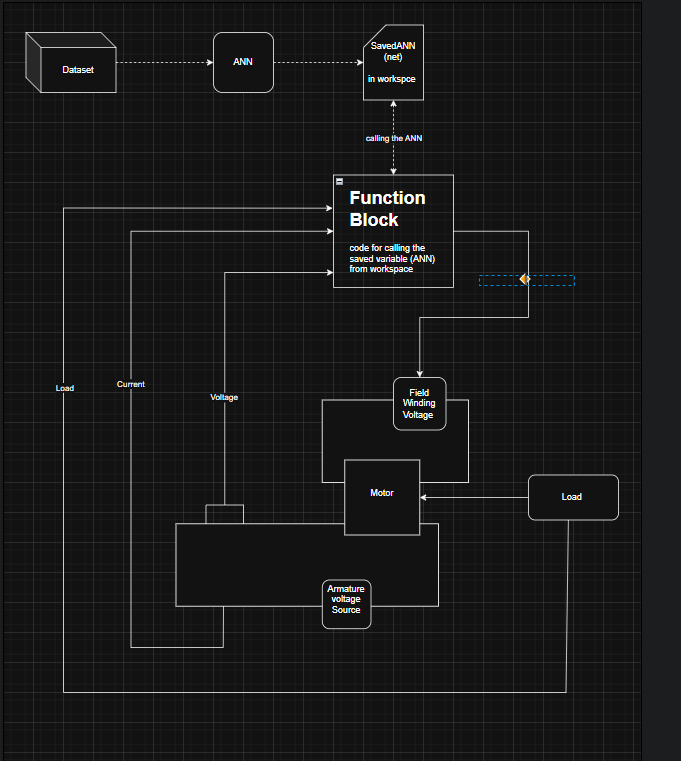 Dataset
ANN
SavedANN
(net)
in workspce
calling the ANN
Function
Block
code for calling the
saved variable (ANN)
from workspace
Load
Current
Voltage
Field
Winding
Voltage
Motor
Load
Armature
voltage
Source